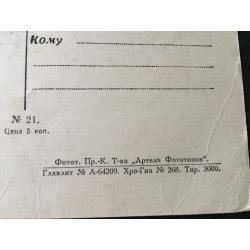 Кому
№ 21.
Цена 5 коп.
Фотот. Пр.-К. Т-ва „Артель Фототипов".
Главлит № А-64209. Хро-Гиз № 268. Тир. 3000.